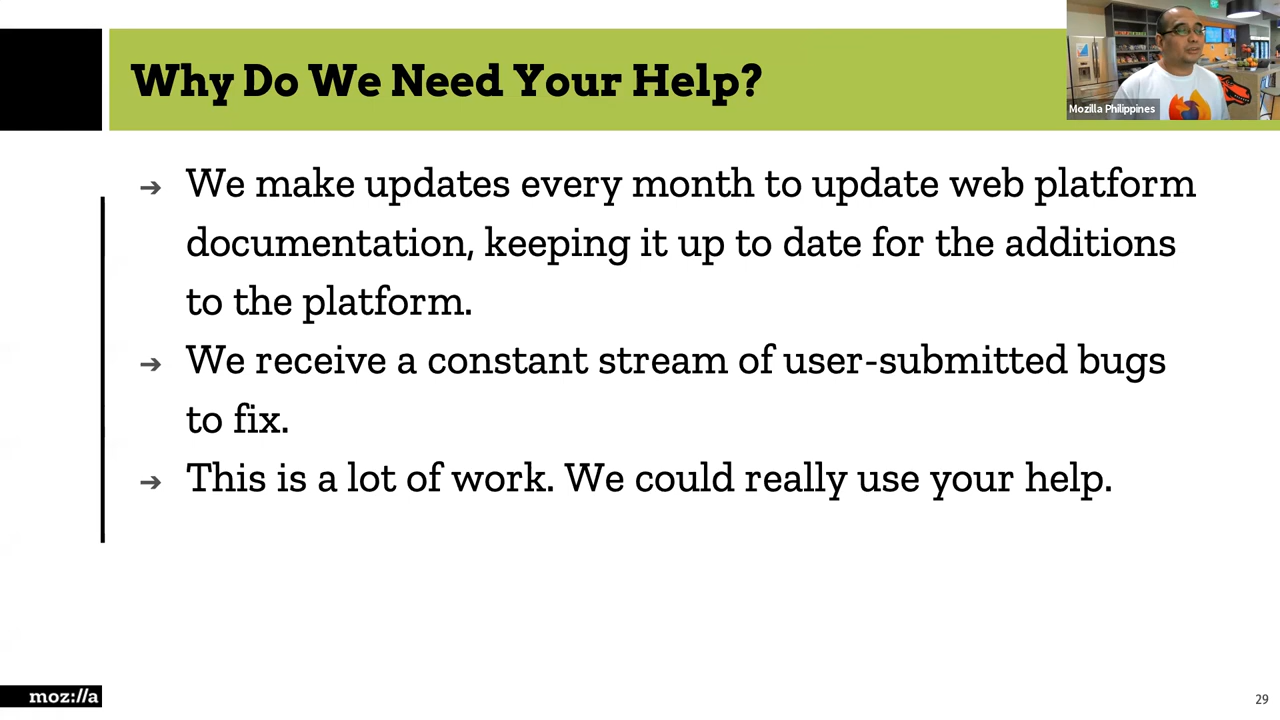 Why Do We Need Your Help?
Mozilla Philippines
➔ We make updates every month to update web platform
documentation, keeping it up to date for the additions
to the platform.
➔ We receive a constant stream of user-submitted bugs
to fix.
➔ This is a lot of work. We could really use your help.
moz://a
29